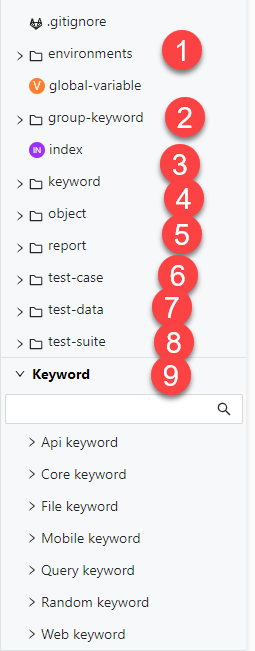 .gitignore
environments 1
V global-variable
group-keyword 2
IN index
3
keyword
4
object
5
report
test-case 6
test-data 7
test-suite 8
Keyword 9
Api keyword
Core keyword
File keyword
Mobile keyword
Query keyword
Random keyword
Web keyword